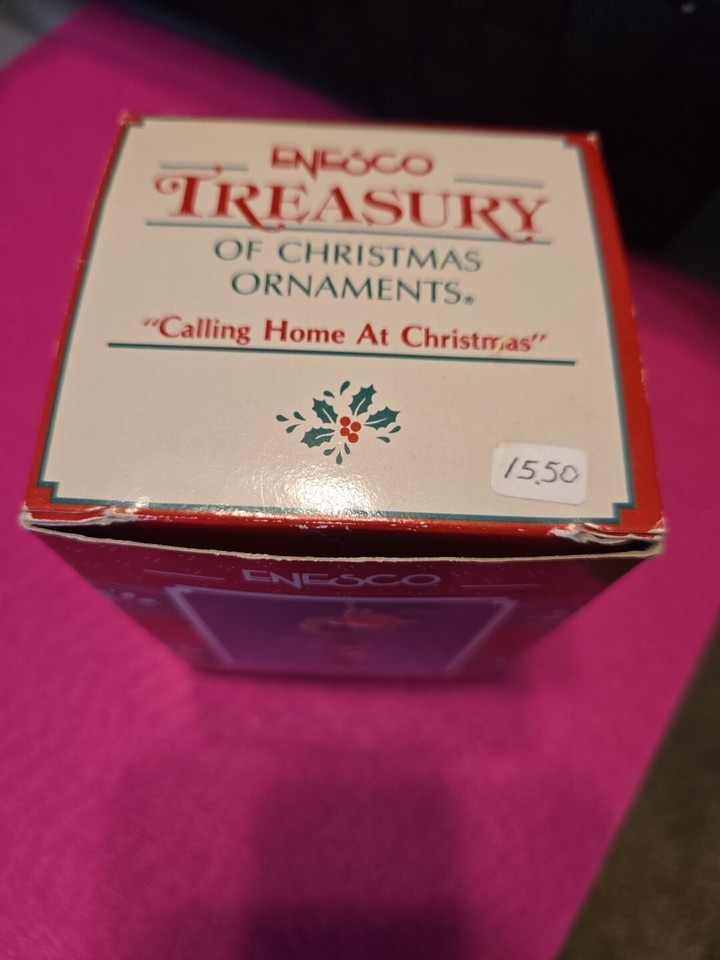 ENESCO
TREASURY
OF CHRISTMAS
ORNAMENTS®
"Calling Home At Christmas"
15.50
ENESCO